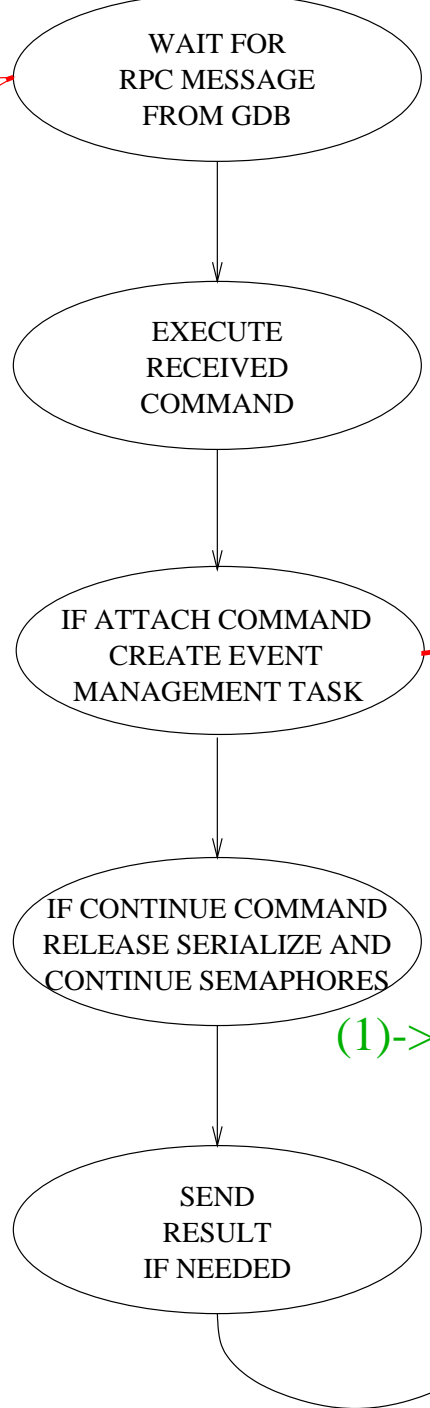 WAIT FOR
RPC MESSAGE
FROM GDB
EXECUTE
RECEIVED
COMMAND
IF ATTACH COMMAND
CREATE EVENT
MANAGEMENT TASK
IF CONTINUE COMMAND
RELEASE SERIALIZE AND
CONTINUE SEMAPHORES
(1)->
SEND
RESULT
IF NEEDED